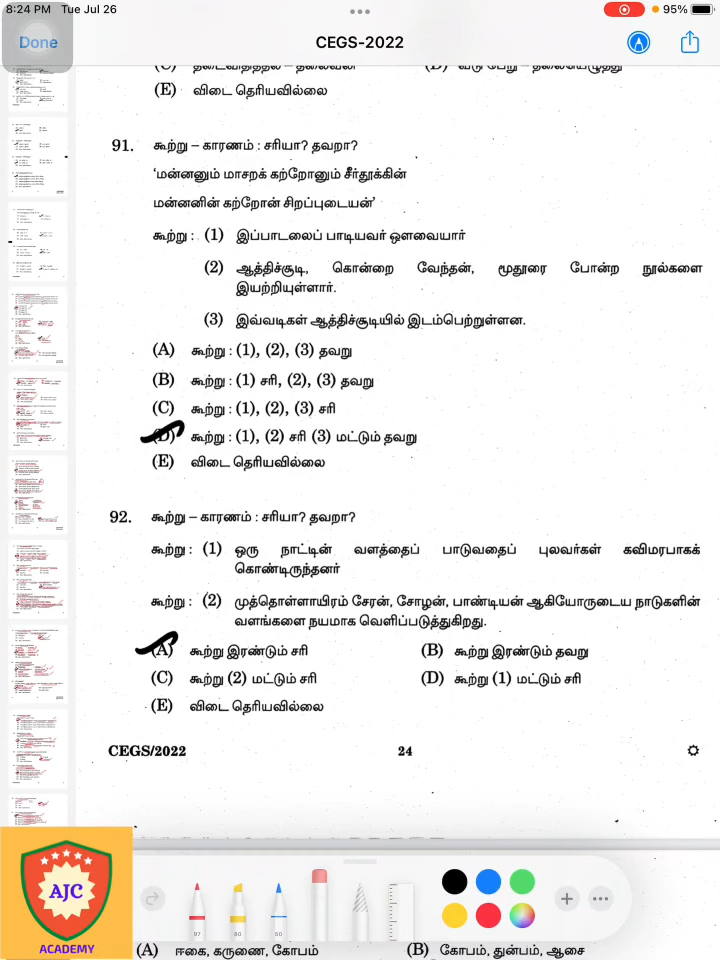 8:24 PM Tue Jul 26
95%
Done
CEGS-2022
(E) விடை தெரியவில்லை
91. கூற்று – காரணம் : சரியா? தவறா?
'மன்னனும் மாசறக் கற்றோனும் சீர்தூக்கின்
மன்னனின் கற்றோன் சிறப்புடையன்'
கூற்று : (1) இப்பாடலைப் பாடியவர் ஔவையார்
(2) ஆத்திச்சூடி, கொன்றை வேந்தன், மூதுரை போன்ற நூல்களை
இயற்றியுள்ளார்.
(3) இவ்வடிகள் ஆத்திச்சூடியில் இடம்பெற்றுள்ளன.
(A) கூற்று : (1), (2), (3) தவறு
(B) கூற்று : (1) சரி, (2), (3) தவறு
(C) கூற்று : (1), (2), (3) சரி
(D) கூற்று : (1), (2) சரி (3) மட்டும் தவறு
(E) விடை தெரியவில்லை
92. கூற்று – காரணம் : சரியா? தவறா?
கூற்று : (1) ஒரு நாட்டின் வளத்தைப் பாடுவதைப் புலவர்கள் கவிமரபாகக்
கொண்டிருந்தனர்
கூற்று : (2) முத்தொள்ளாயிரம் சேரன், சோழன், பாண்டியன் ஆகியோருடைய நாடுகளின்
வளங்களை நயமாக வெளிப்படுத்துகிறது.
(A) கூற்று இரண்டும் சரி (B) கூற்று இரண்டும் தவறு
(C) கூற்று (2) மட்டும் சரி (D) கூற்று (1) மட்டும் சரி
(E) விடை தெரியவில்லை
CEGS/2022 24
AJC
ACADEMY
97 80 50
(A) ஈகை, கருணை, கோபம் (B) கோபம், துன்பம், ஆசை